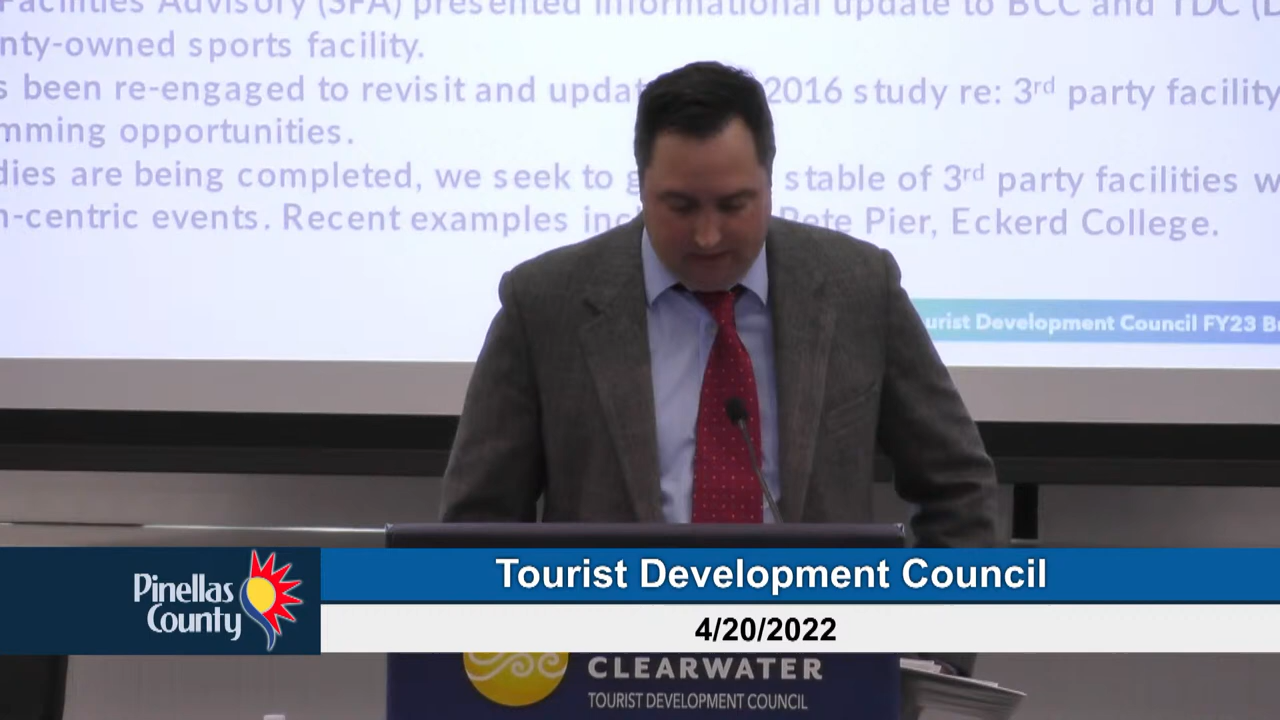 Facilities Advisory (SFA) presented informational update to BCC and TDC (D
nty-owned sports facility.
s been re-engaged to revisit and updat 2016 study re: 3rd party facility
mming opportunities.
dies are being completed, we seek to g stable of 3rd party facilities w
n-centric events. Recent examples inc Pete Pier, Eckerd College.
urist Development Council FY23 B
Pinellas
County
Tourist Development Council
4/20/2022
CLEARWATER
TOURIST DEVELOPMENT COUNCIL